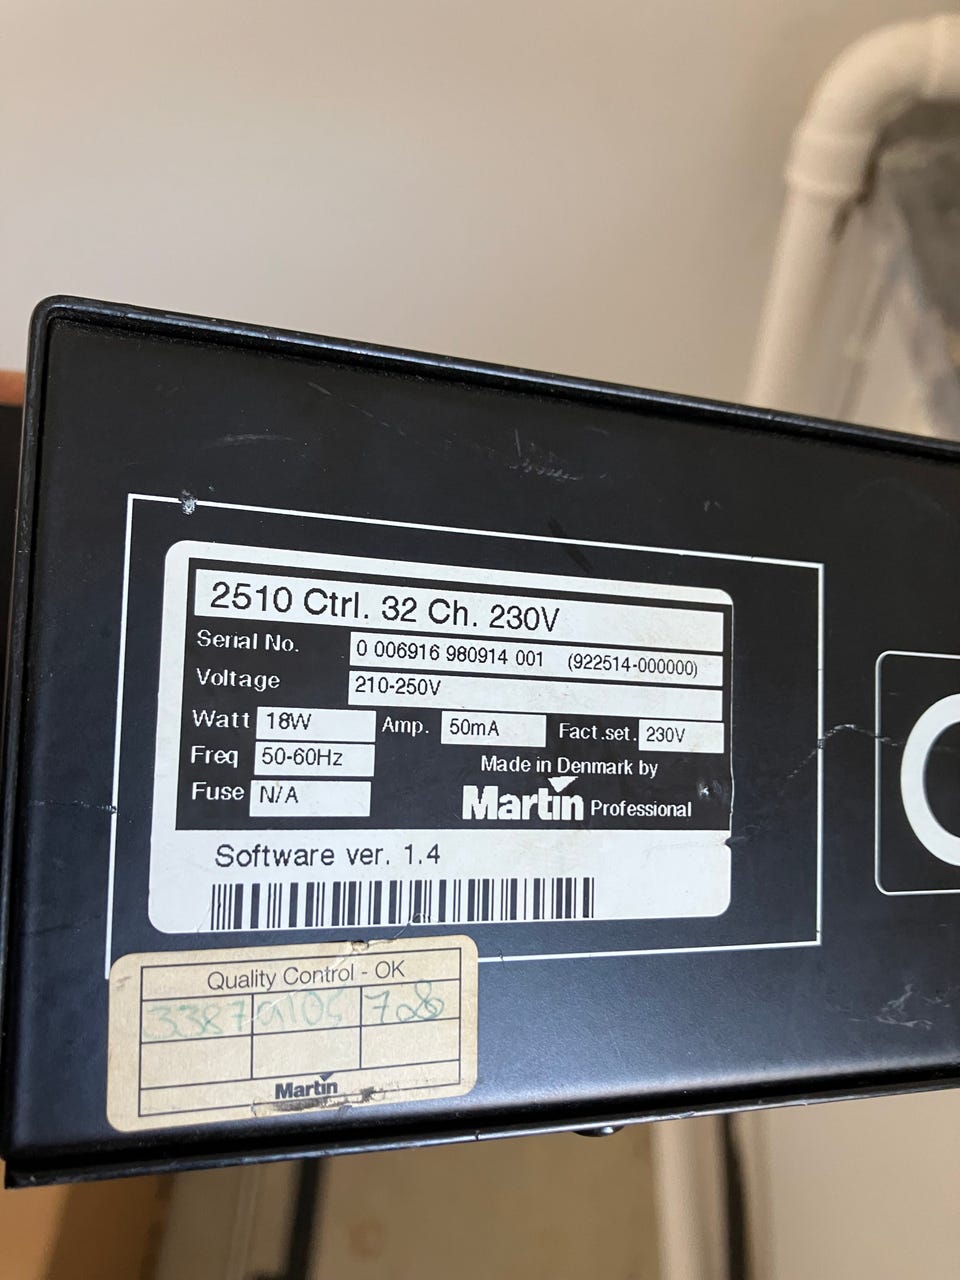 2510 Ctrl. 32 Ch. 230V
Serial No. 0 006916 980914 001 (922514-000000)
Voltage 210-250V
Watt 18W Amp. 50mA Fact.set. 230V
Freq 50-60Hz
Made in Denmark by
Fuse N/A
Martin Professional
Software ver. 1.4
Quality Control - OK
3387
Martin